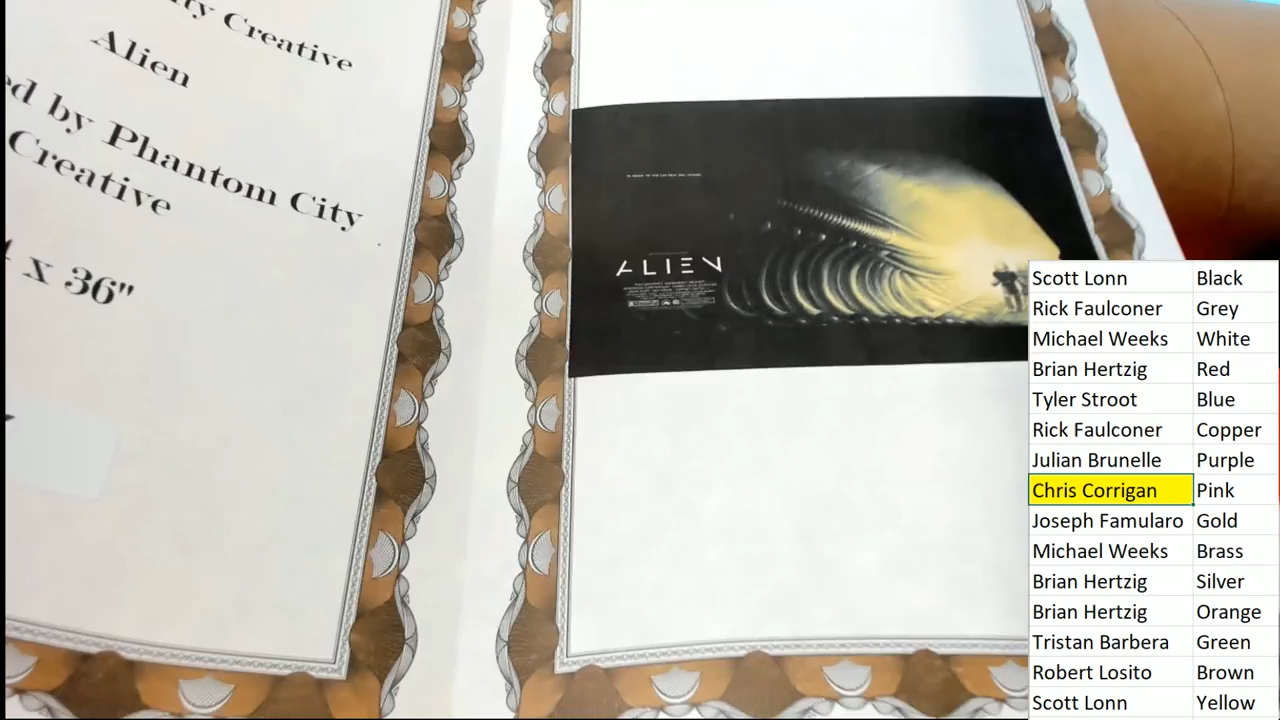 Creative
Alien
by Phantom City
Creative
x 36"
ALIEN
Scott Lonn Black
Rick Faulconer Grey
Michael Weeks White
Brian Hertzig Red
Tyler Stroot Blue
Rick Faulconer Copper
Julian Brunelle Purple
Chris Corrigan Pink
Joseph Famularo Gold
Michael Weeks Brass
Brian Hertzig Silver
Brian Hertzig Orange
Tristan Barbera Green
Robert Losito Brown
Scott Lonn Yellow